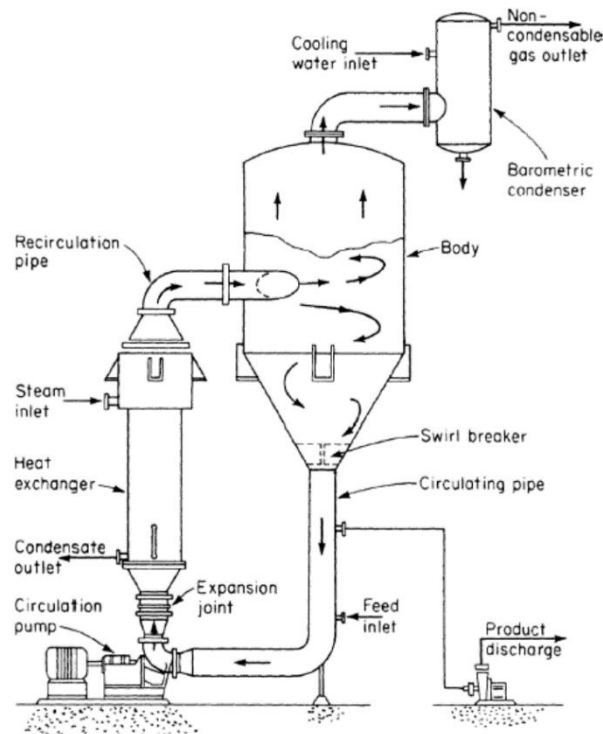 Non-
condensable
gas outlet
Cooling
water inlet
Barometric
condenser
Recirculation
pipe
Body
Steam
inlet
Swirl breaker
Heat
exchanger
Circulating pipe
Condensate
outlet
Expansion
joint
Feed
inlet
Circulation
pump
Product
discharge